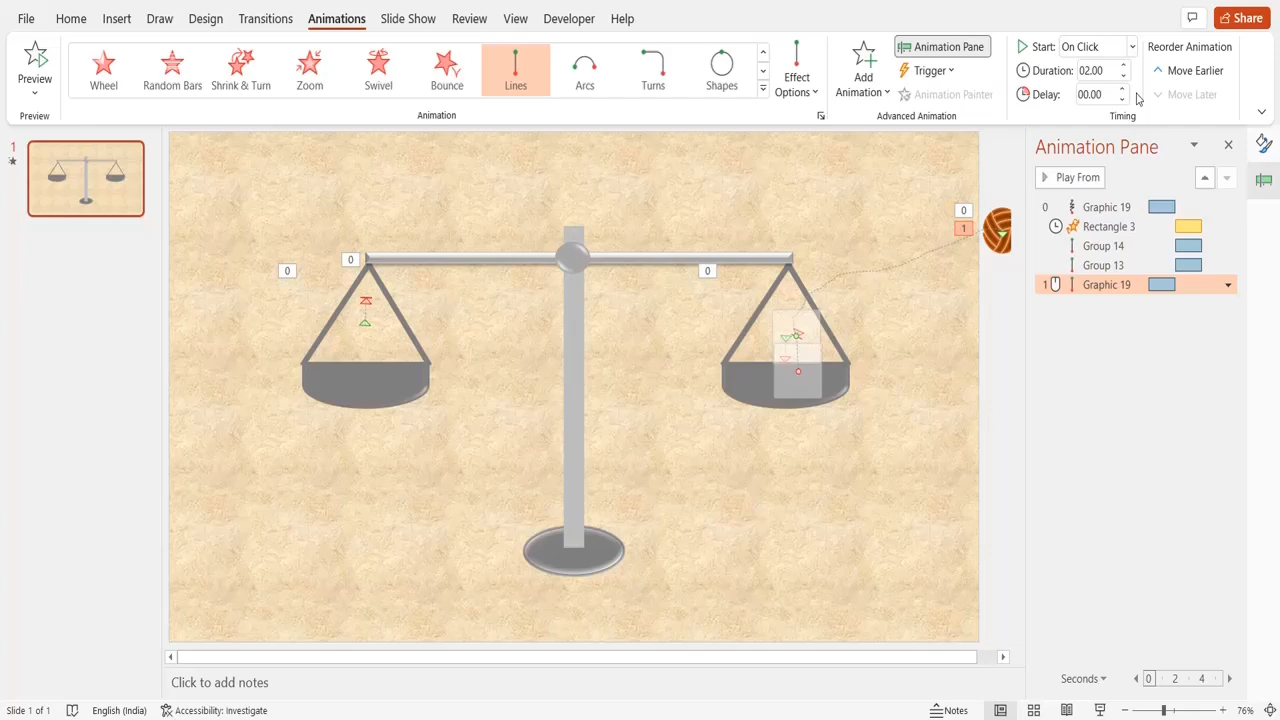 File Home Insert Draw Design Transitions Animations Slide Show Review View Developer Help Share
Preview
Wheel Random Bars Shrink & Turn Zoom Swivel Bounce Lines Arcs Turns Shapes
Effect Options
Add Animation
Animation Pane
Trigger
Animation Painter
Start: On Click
Duration: 02.00
Delay: 00.00
Reorder Animation
Move Earlier
Move Later
Preview Animation Advanced Animation Timing
1
Animation Pane
Play From
0 Graphic 19
Rectangle 3
Group 14
Group 13
1 Graphic 19
0
1
0
0
0
Seconds 0 2 4
Click to add notes
Slide 1 of 1 English (India) Accessibility: Investigate Notes 76%